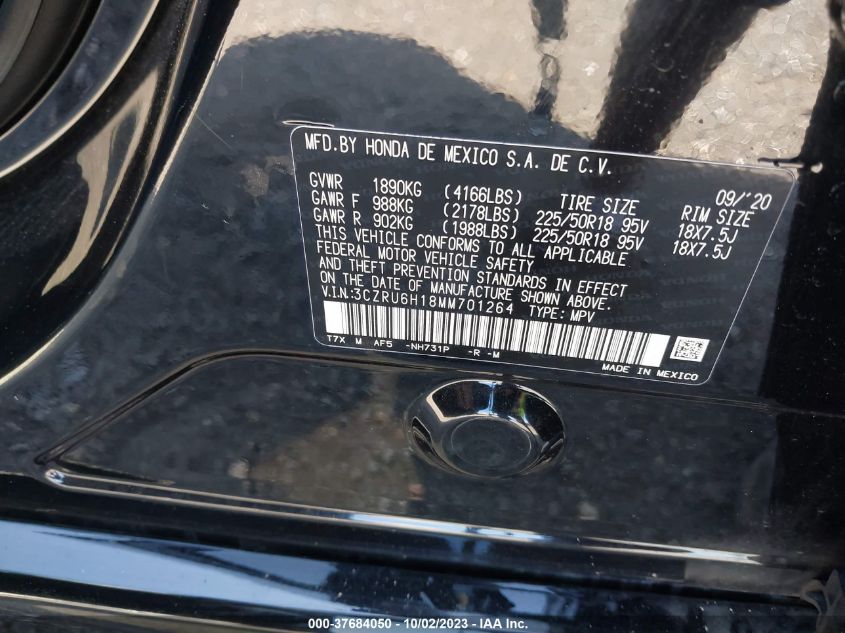 MFD.BY HONDA DE MEXICO S.A. DE C.V.
09/'20
GVWR 1890KG (4166LBS) TIRE SIZE RIM SIZE
GAWR F 988KG (2178LBS) 225/50R18 95V 18X7.5J
GAWR R 902KG (1988LBS) 225/50R18 95V 18X7.5J
THIS VEHICLE CONFORMS TO ALL APPLICABLE
FEDERAL MOTOR VEHICLE SAFETY
AND THEFT PREVENTION STANDARDS IN EFFECT
ON THE DATE OF MANUFACTURE SHOWN ABOVE.
V.I.N:3CZRU6H18MM701264 TYPE: MPV
T7X M AF5 -NH731P -R -M
MADE IN MEXICO
000-37684050 - 10/02/2023 - IAA Inc.